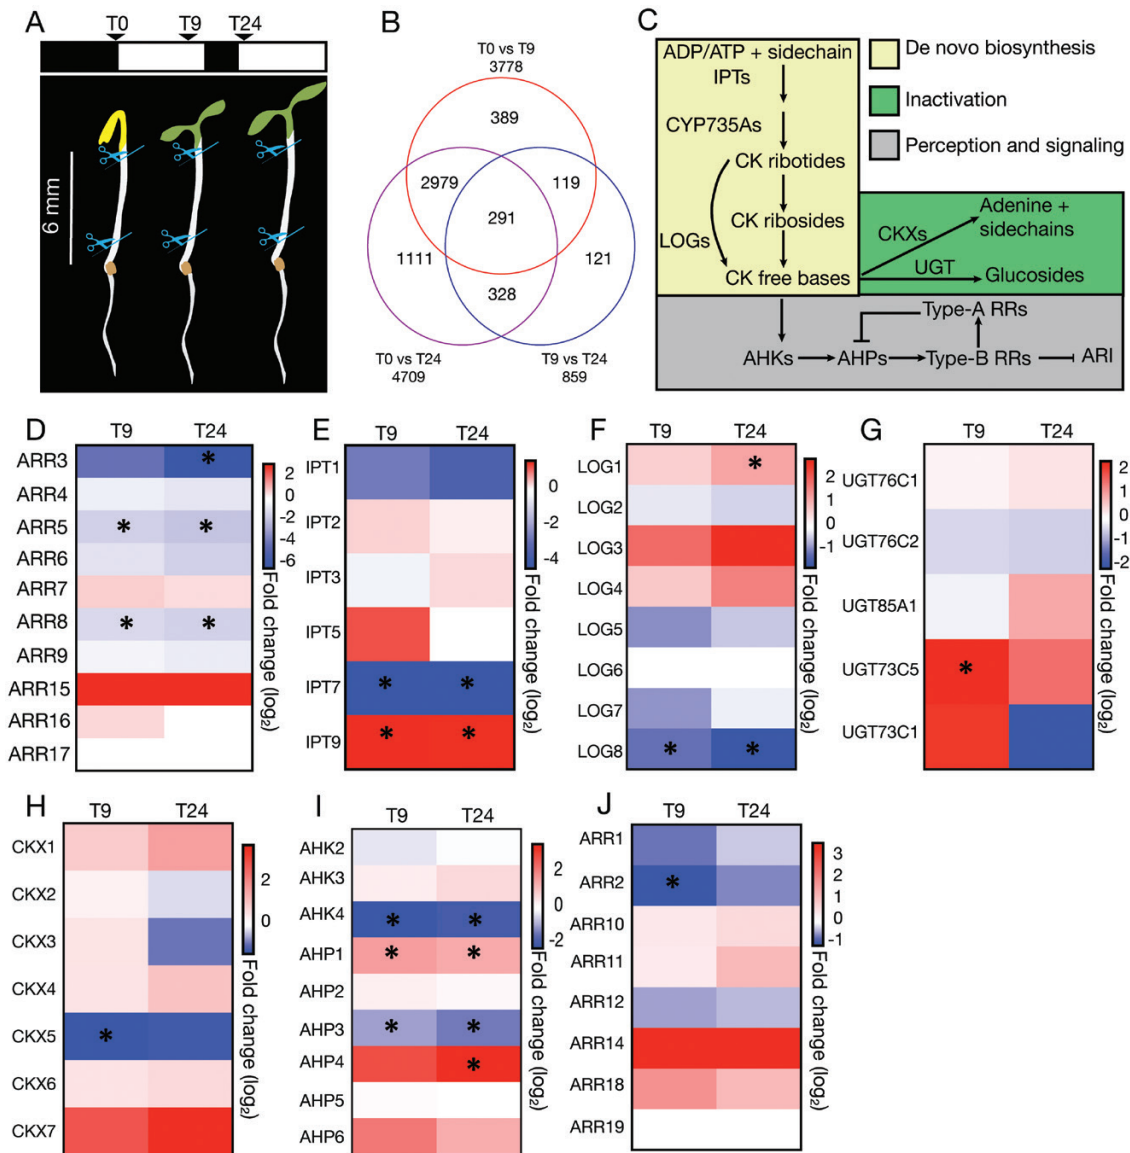 A
T0 T9 T24
6 mm
B
T0 vs T9
3778
389
2979
119
291
1111
121
328
T0 vs T24
4709
T9 vs T24
859
C
ADP/ATP + sidechain
IPTs
CYP735As
CK ribotides
CK ribosides
LOGs
CK free bases
De novo biosynthesis
Inactivation
Perception and signaling
CKXs
Adenine +
sidechains
UGT
Glucosides
Type-A RRs
AHKs
AHPs
Type-B RRs
ARI
D
T9 T24
ARR3
*
ARR4
ARR5
* *
ARR6
ARR7
ARR8
* *
ARR9
ARR15
ARR16
ARR17
2
0
-2
-4
-6
Fold change (log₂)
E
T9 T24
IPT1
IPT2
IPT3
IPT5
IPT7
* *
IPT9
* *
0
-2
-4
Fold change (log₂)
F
T9 T24
LOG1
*
LOG2
LOG3
LOG4
LOG5
LOG6
LOG7
LOG8
* *
2
1
0
-1
Fold change (log₂)
G
T9 T24
UGT76C1
UGT76C2
UGT85A1
UGT73C5
*
UGT73C1
2
1
0
-1
-2
Fold change (log₂)
H
T9 T24
CKX1
CKX2
CKX3
CKX4
CKX5
*
CKX6
CKX7
2
0
Fold change (log₂)
I
T9 T24
AHK2
AHK3
AHK4
* *
AHP1
* *
AHP2
AHP3
* *
AHP4
*
AHP5
AHP6
2
0
-2
Fold change (log₂)
J
T9 T24
ARR1
ARR2
*
ARR10
ARR11
ARR12
ARR14
ARR18
ARR19
3
2
1
0
-1
Fold change (log₂)